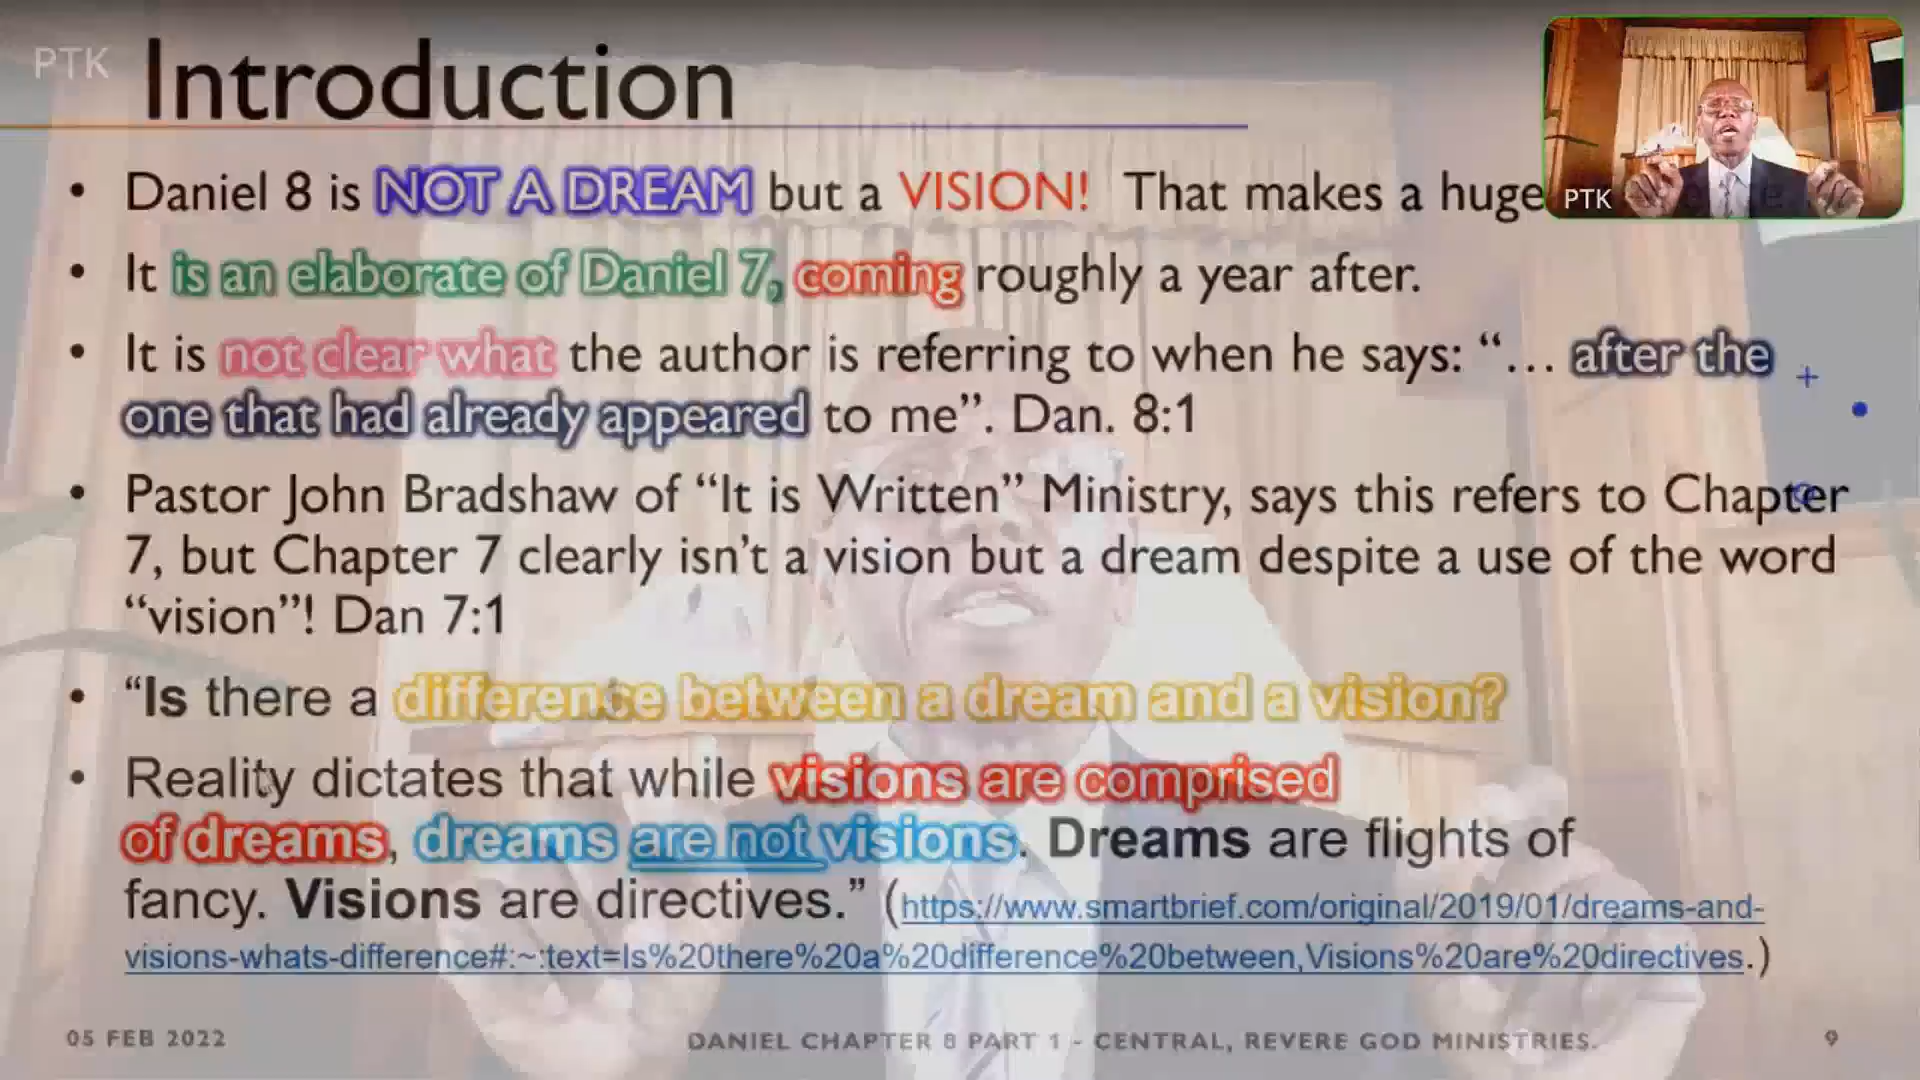 PTK
Introduction
PTK
• Daniel 8 is NOT A DREAM but a VISION! That makes a huge
• It is an elaborate of Daniel 7, coming roughly a year after.
• It is not clear what the author is referring to when he says: “… after the
one that had already appeared to me”. Dan. 8:1
• Pastor John Bradshaw of “It is Written” Ministry, says this refers to Chapter
7, but Chapter 7 clearly isn’t a vision but a dream despite a use of the word
“vision”! Dan 7:1
• “Is there a difference between a dream and a vision?
• Reality dictates that while visions are comprised
of dreams, dreams are not visions. Dreams are flights of
fancy. Visions are directives.” (https://www.smartbrief.com/original/2019/01/dreams-and-
visions-whats-difference#:~:text=Is%20there%20a%20difference%20between,Visions%20are%20directives.)
05 FEB 2022
DANIEL CHAPTER 8 PART 1 - CENTRAL, REVERE GOD MINISTRIES.
9